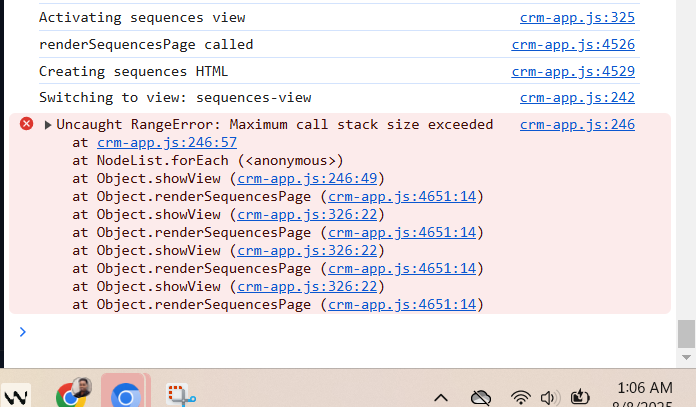 Activating sequences view crm-app.js:325
renderSequencesPage called crm-app.js:4526
Creating sequences HTML crm-app.js:4529
Switching to view: sequences-view crm-app.js:242
Uncaught RangeError: Maximum call stack size exceeded crm-app.js:246
at crm-app.js:246:57
at NodeList.forEach (<anonymous>)
at Object.showView (crm-app.js:246:49)
at Object.renderSequencesPage (crm-app.js:4651:14)
at Object.showView (crm-app.js:326:22)
at Object.renderSequencesPage (crm-app.js:4651:14)
at Object.showView (crm-app.js:326:22)
at Object.renderSequencesPage (crm-app.js:4651:14)
at Object.showView (crm-app.js:326:22)
at Object.renderSequencesPage (crm-app.js:4651:14)
1:06 AM
8/8/2025